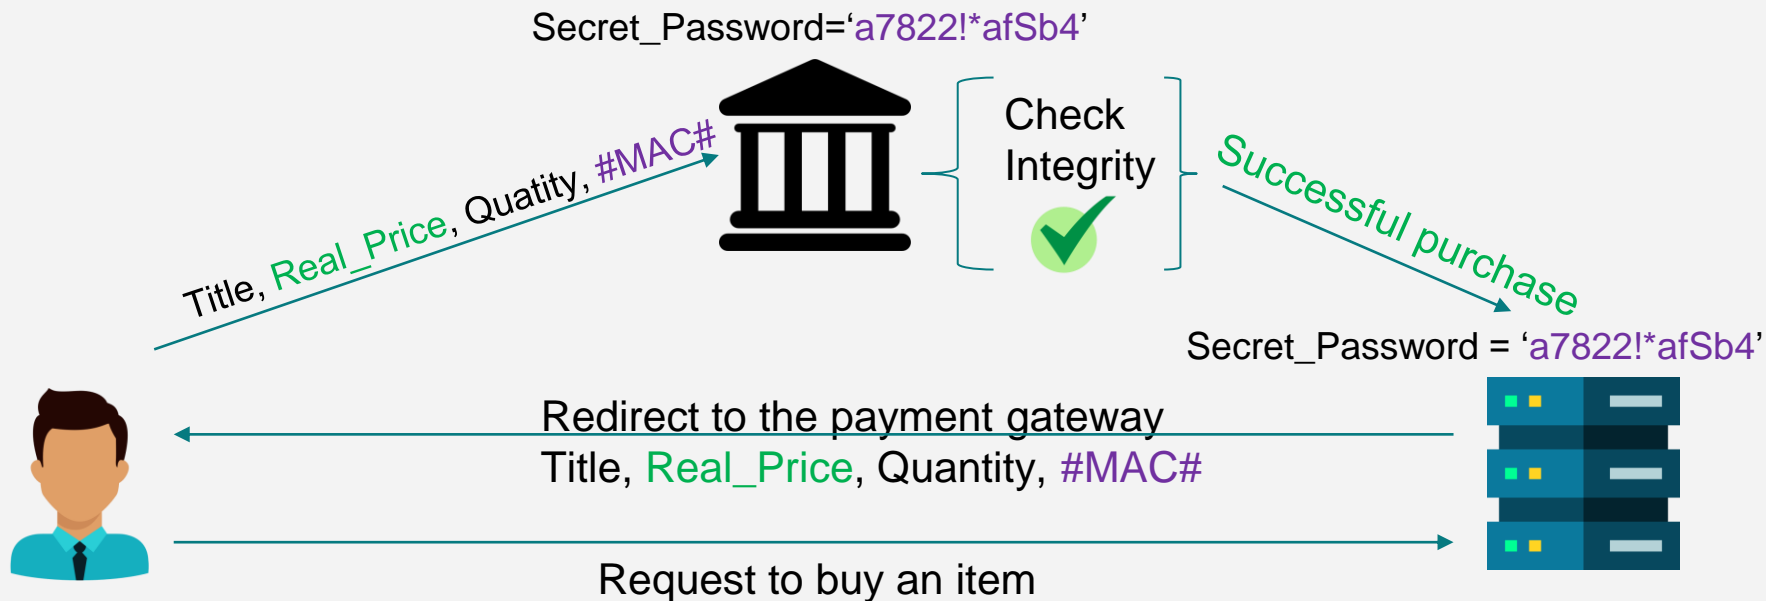 Secret_Password=‘a7822!*afSb4’
Check
Integrity
Title, Real_Price, Quatity, #MAC#
Successful purchase
Secret_Password = ‘a7822!*afSb4’
Redirect to the payment gateway
Title, Real_Price, Quantity, #MAC#
Request to buy an item